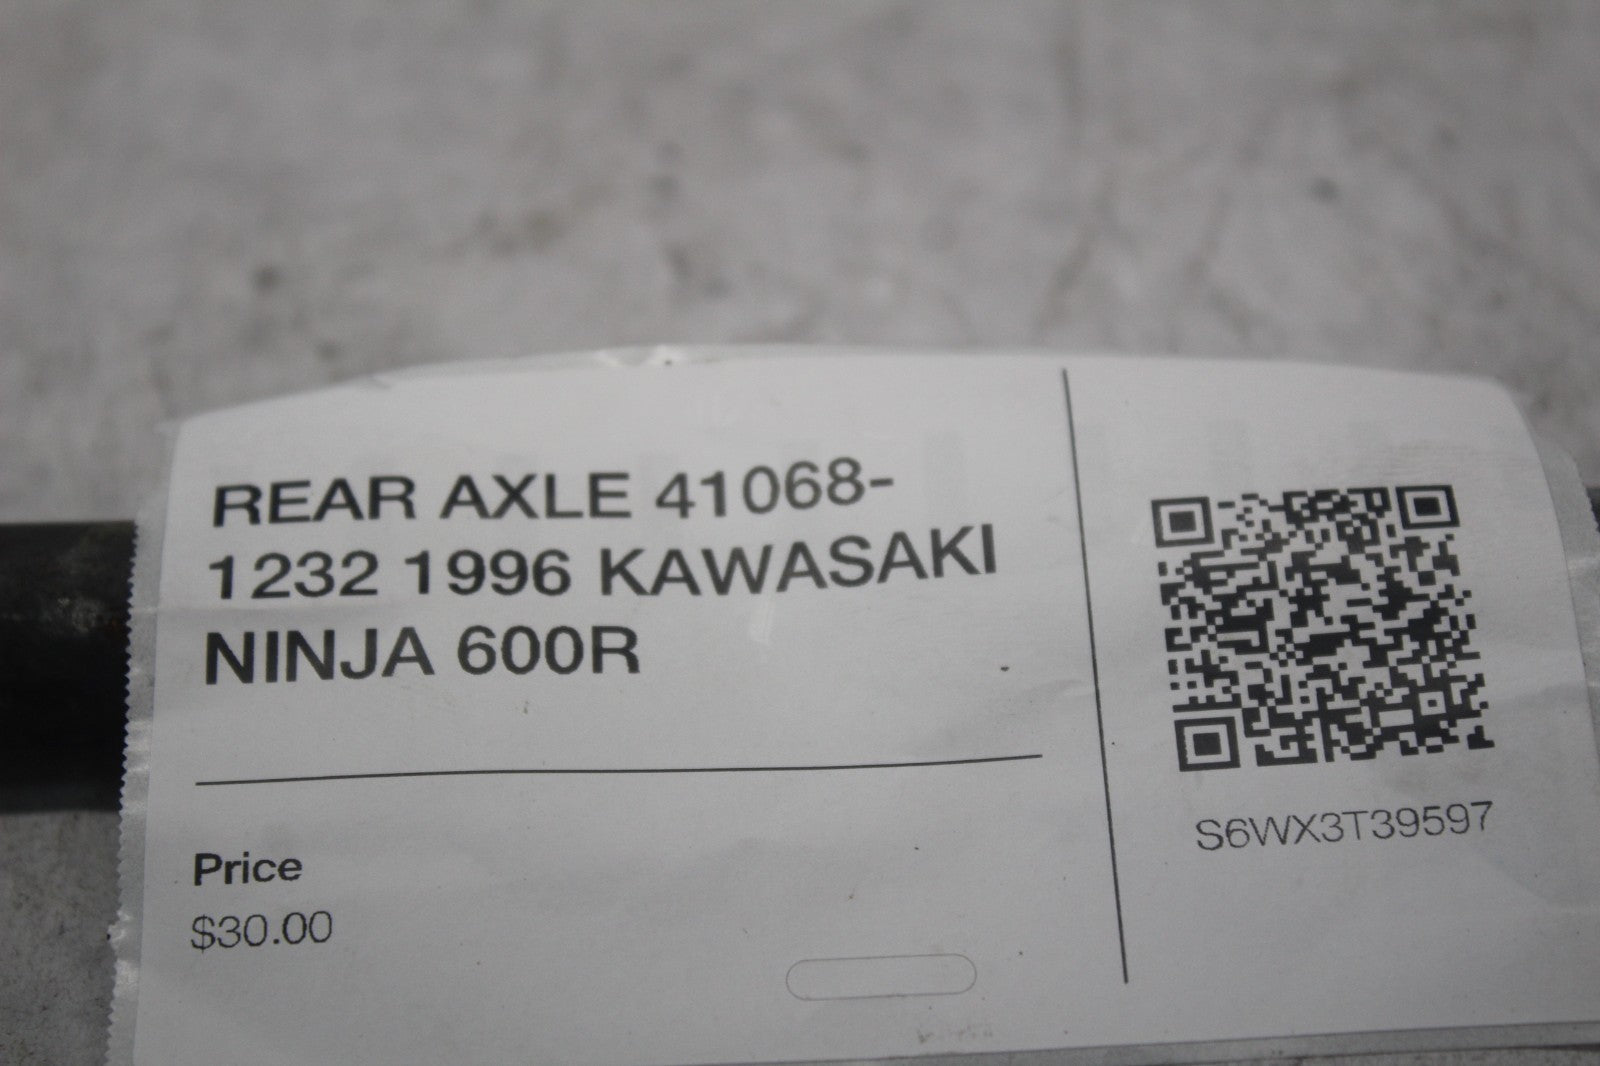 REAR AXLE 41068-
1232 1996 KAWASAKI
NINJA 600R
Price
$30.00
S6WX3T39597